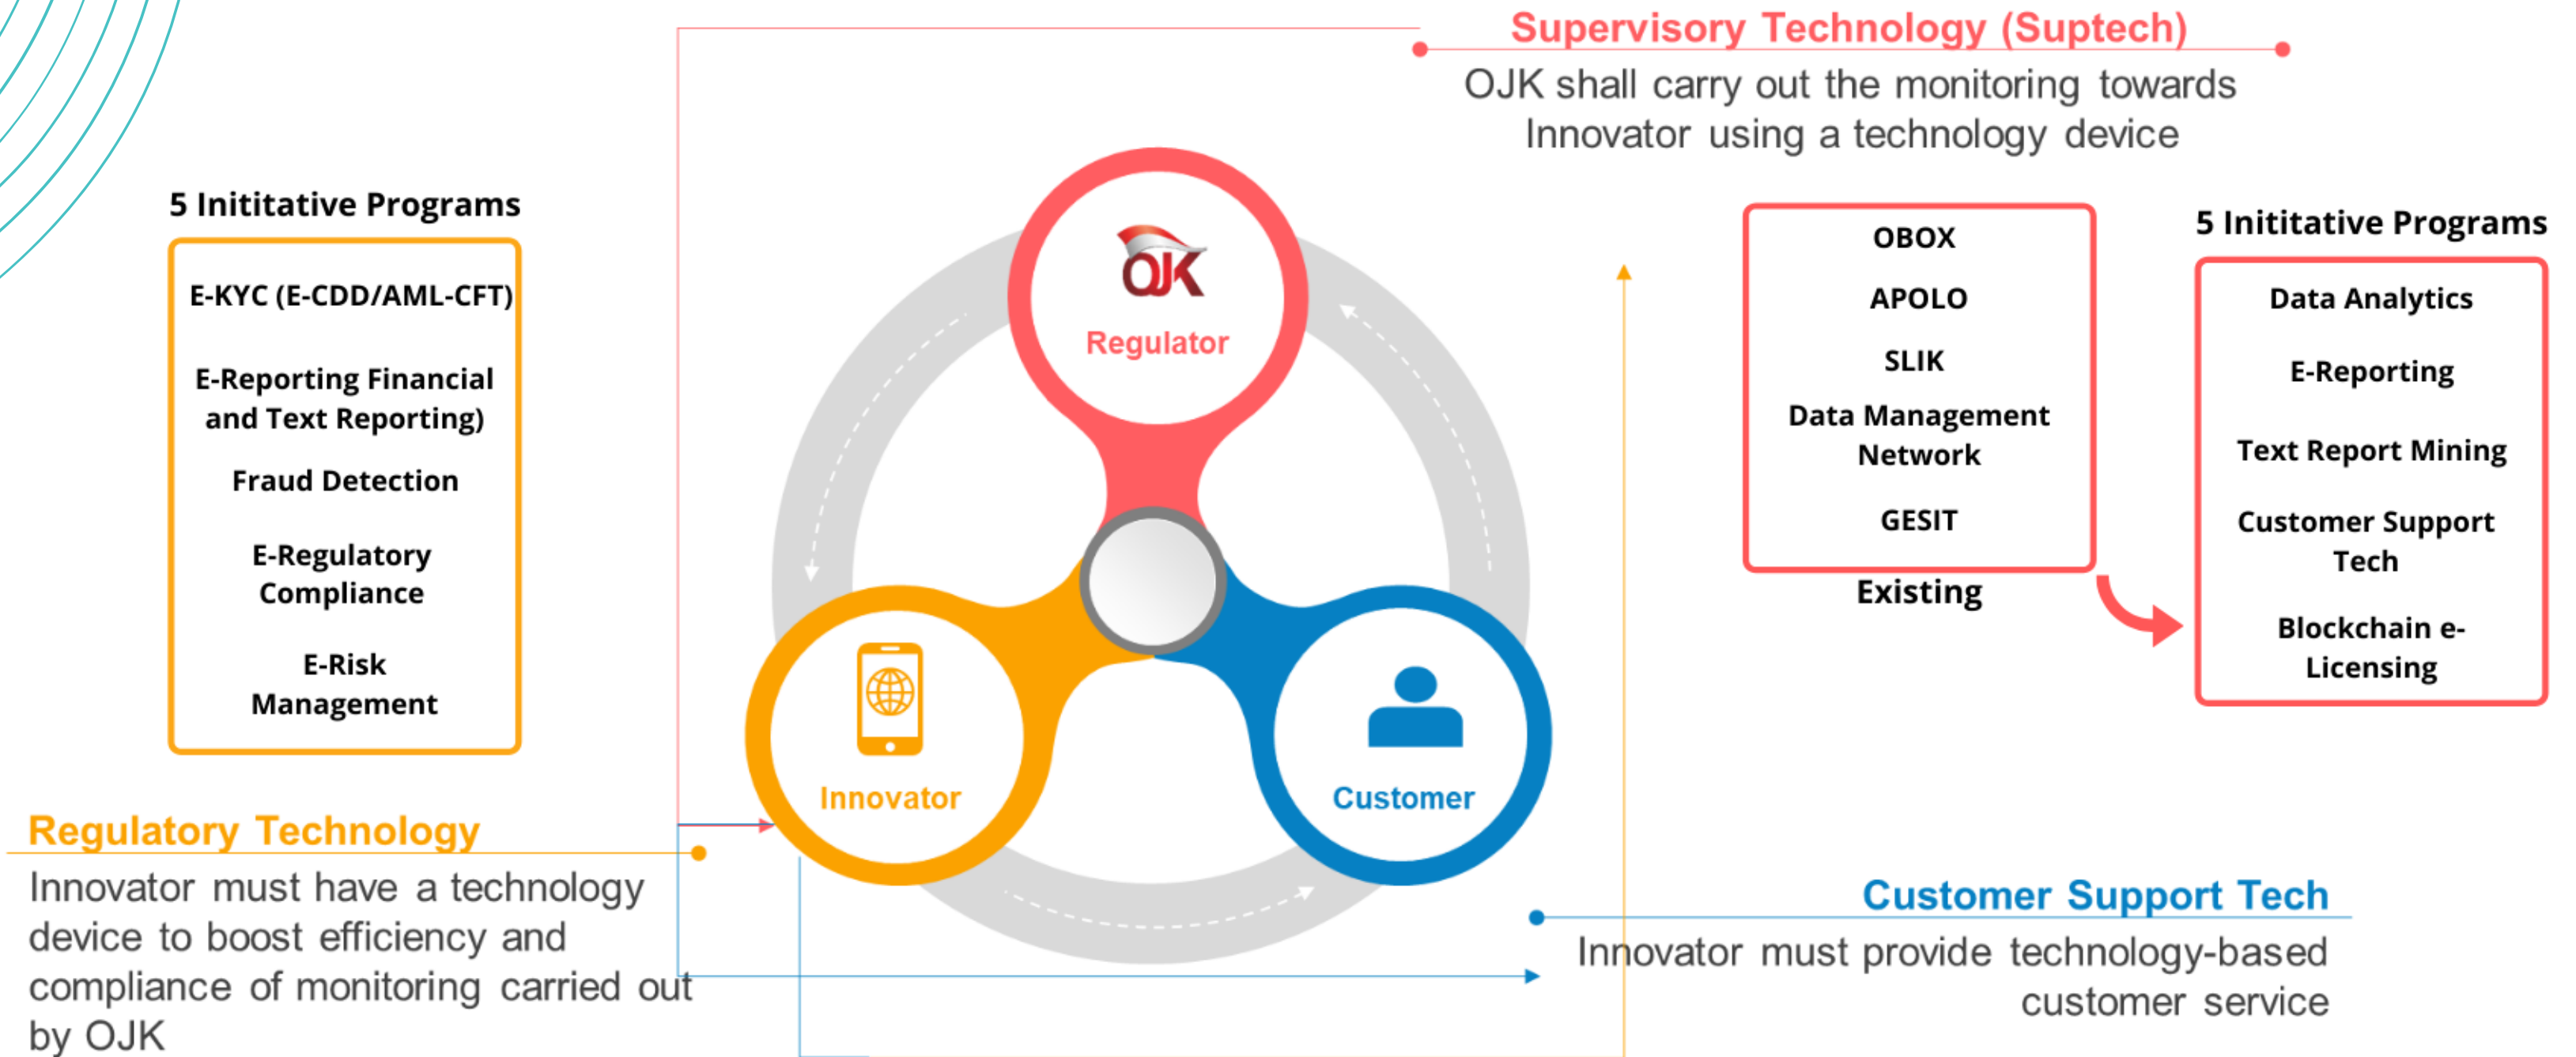 Supervisory Technology (Suptech)
OJK shall carry out the monitoring towards
Innovator using a technology device
5 Inititative Programs
E-KYC (E-CDD/AML-CFT)
E-Reporting Financial
and Text Reporting)
Fraud Detection
E-Regulatory
Compliance
E-Risk
Management
OJK
Regulator
Innovator
Customer
OBOX
APOLO
SLIK
Data Management
Network
GESIT
Existing
5 Inititative Programs
Data Analytics
E-Reporting
Text Report Mining
Customer Support
Tech
Blockchain e-
Licensing
Regulatory Technology
Innovator must have a technology
device to boost efficiency and
compliance of monitoring carried out
by OJK
Customer Support Tech
Innovator must provide technology-based
customer service